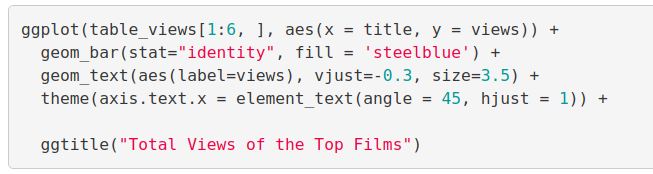 ggplot(table_views[1:6, ], aes(x = title, y = views)) +
  geom_bar(stat="identity", fill = 'steelblue') +
  geom_text(aes(label=views), vjust=-0.3, size=3.5) +
  theme(axis.text.x = element_text(angle = 45, hjust = 1)) +

  ggtitle("Total Views of the Top Films")